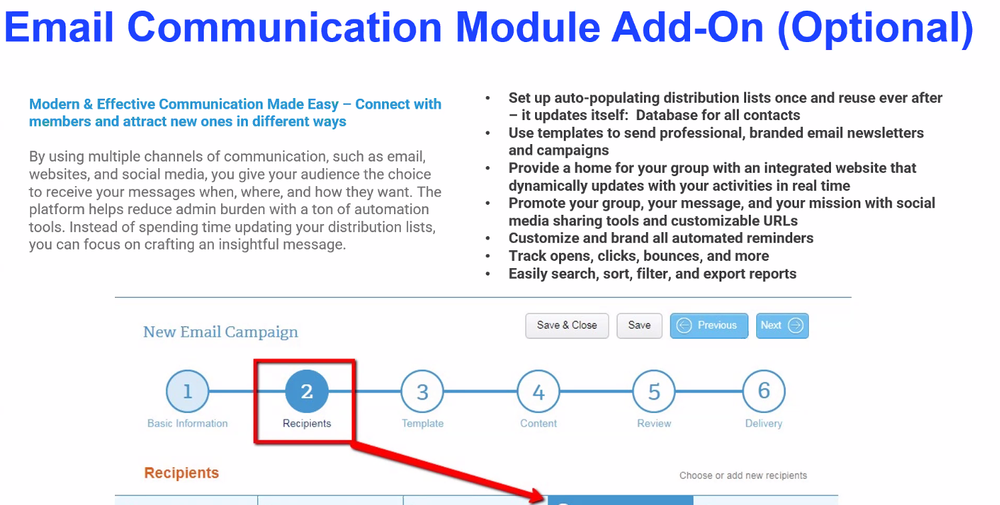 Email Communication Module Add-On (Optional)
Modern & Effective Communication Made Easy – Connect with
members and attract new ones in different ways
By using multiple channels of communication, such as email,
websites, and social media, you give your audience the choice
to receive your messages when, where, and how they want. The
platform helps reduce admin burden with a ton of automation
tools. Instead of spending time updating your distribution lists,
you can focus on crafting an insightful message.
• Set up auto-populating distribution lists once and reuse ever after
– it updates itself: Database for all contacts
• Use templates to send professional, branded email newsletters
and campaigns
• Provide a home for your group with an integrated website that
dynamically updates with your activities in real time
• Promote your group, your message, and your mission with social
media sharing tools and customizable URLs
• Customize and brand all automated reminders
• Track opens, clicks, bounces, and more
• Easily search, sort, filter, and export reports
New Email Campaign
Save & Close Save Previous Next
1 2 3 4 5 6
Basic Information Recipients Template Content Review Delivery
Recipients
Choose or add new recipients